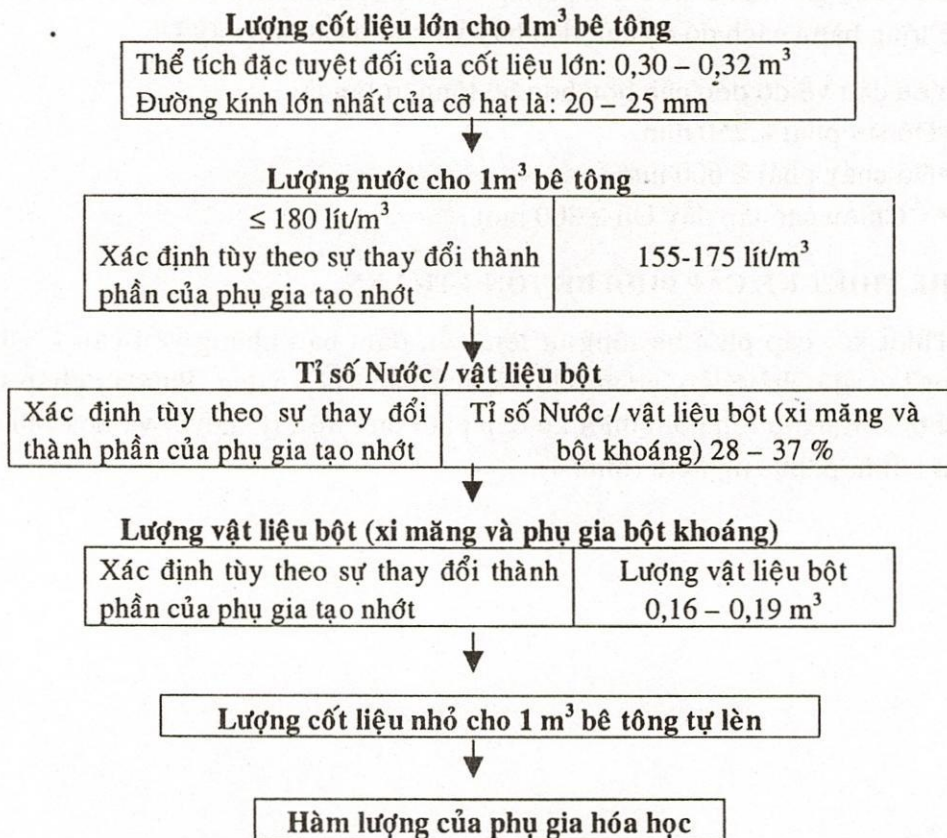 Lượng cốt liệu lớn cho 1m³ bê tông
Thể tích đặc tuyệt đối của cốt liệu lớn: 0,30 – 0,32 m³
Đường kính lớn nhất của cỡ hạt là: 20 – 25 mm
Lượng nước cho 1m³ bê tông
≤ 180 lít/m³
Xác định tùy theo sự thay đổi thành
phần của phụ gia tạo nhớt
155-175 lít/m³
Tỉ số Nước / vật liệu bột
Xác định tùy theo sự thay đổi
thành phần của phụ gia tạo nhớt
Tỉ số Nước / vật liệu bột (xi măng và
bột khoáng) 28 – 37 %
Lượng vật liệu bột (xi măng và phụ gia bột khoáng)
Xác định tùy theo sự thay đổi thành
phần của phụ gia tạo nhớt
Lượng vật liệu bột
0,16 – 0,19 m³
Lượng cốt liệu nhỏ cho 1 m³ bê tông tự lèn
Hàm lượng của phụ gia hóa học